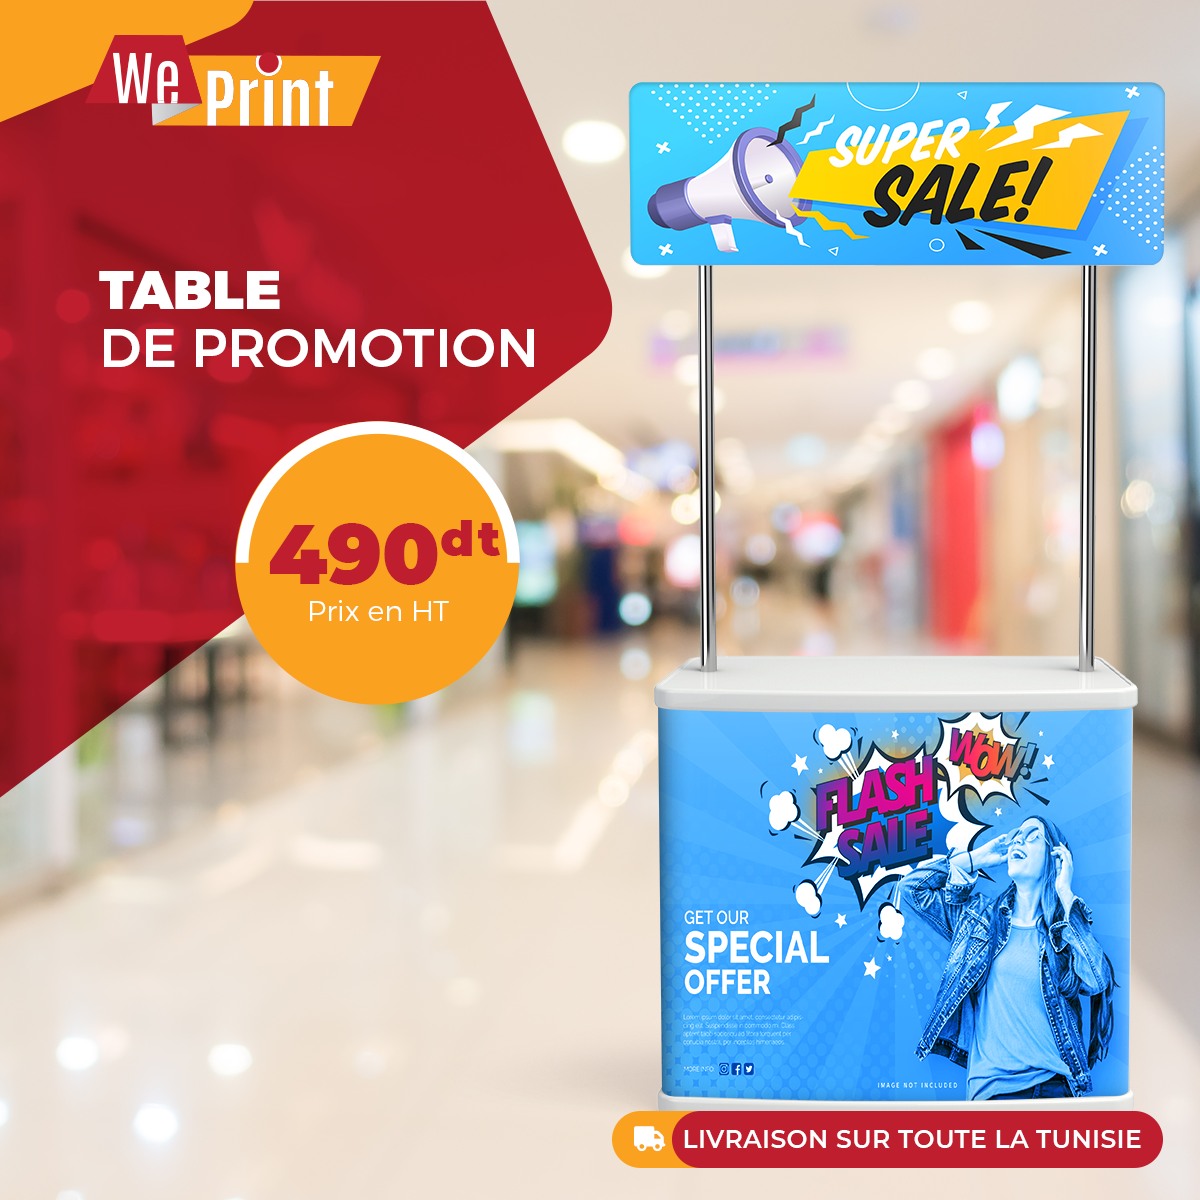 We Print
TABLE
DE PROMOTION
490dt
Prix en HT
SUPER
SALE!
WOW!
FLASH
SALE
GET OUR
SPECIAL
OFFER
MORE INFO
IMAGE NOT INCLUDED
LIVRAISON SUR TOUTE LA TUNISIE